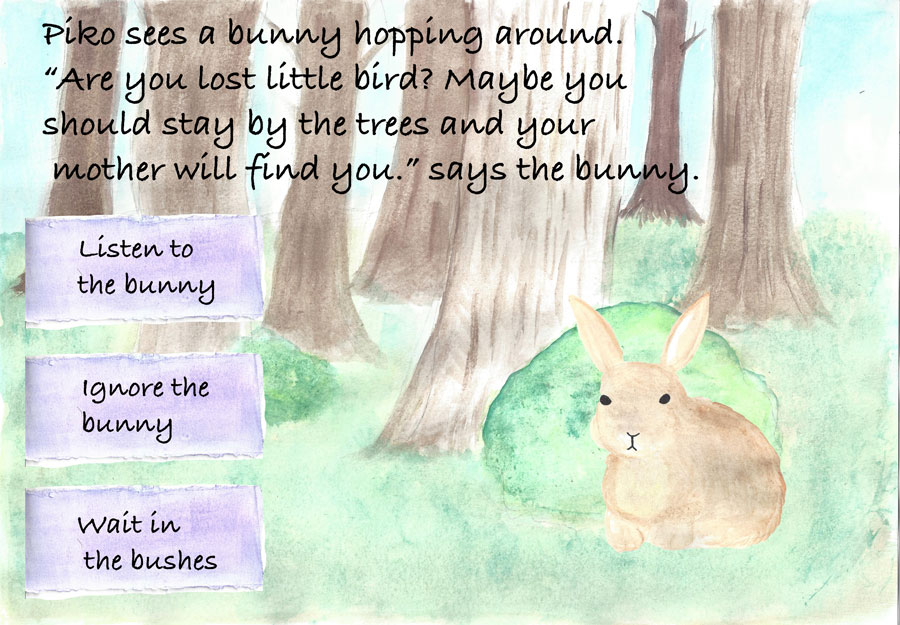 Piko sees a bunny hopping around.
“Are you lost little bird? Maybe you
should stay by the trees and your
mother will find you.” says the bunny.
Listen to
the bunny
Ignore the
bunny
Wait in
the bushes